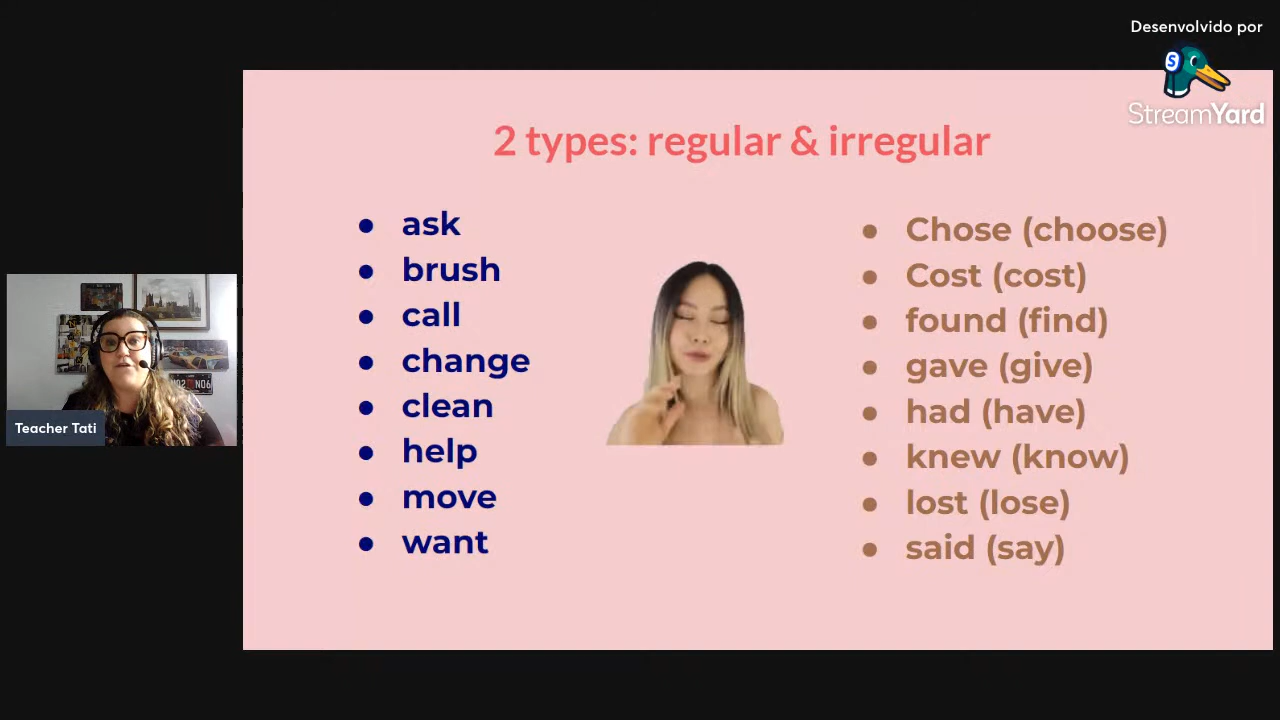 Desenvolvido por
StreamYard
2 types: regular & irregular
ask
brush
call
change
clean
help
move
want
Chose (choose)
Cost (cost)
found (find)
gave (give)
had (have)
knew (know)
lost (lose)
said (say)
Teacher Tati